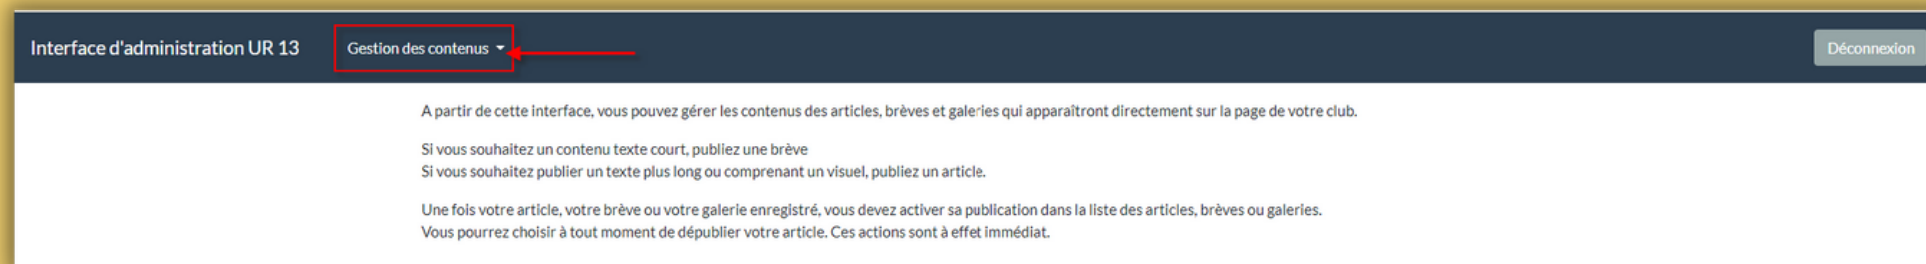 Interface d'administration UR 13
Gestion des contenus
Déconnexion
A partir de cette interface, vous pouvez gérer les contenus des articles, brèves et galeries qui apparaîtront directement sur la page de votre club.
Si vous souhaitez un contenu texte court, publiez une brève
Si vous souhaitez publier un texte plus long ou comprenant un visuel, publiez un article.
Une fois votre article, votre brève ou votre galerie enregistré, vous devez activer sa publication dans la liste des articles, brèves ou galeries.
Vous pourrez choisir à tout moment de dépublier votre article. Ces actions sont à effet immédiat.